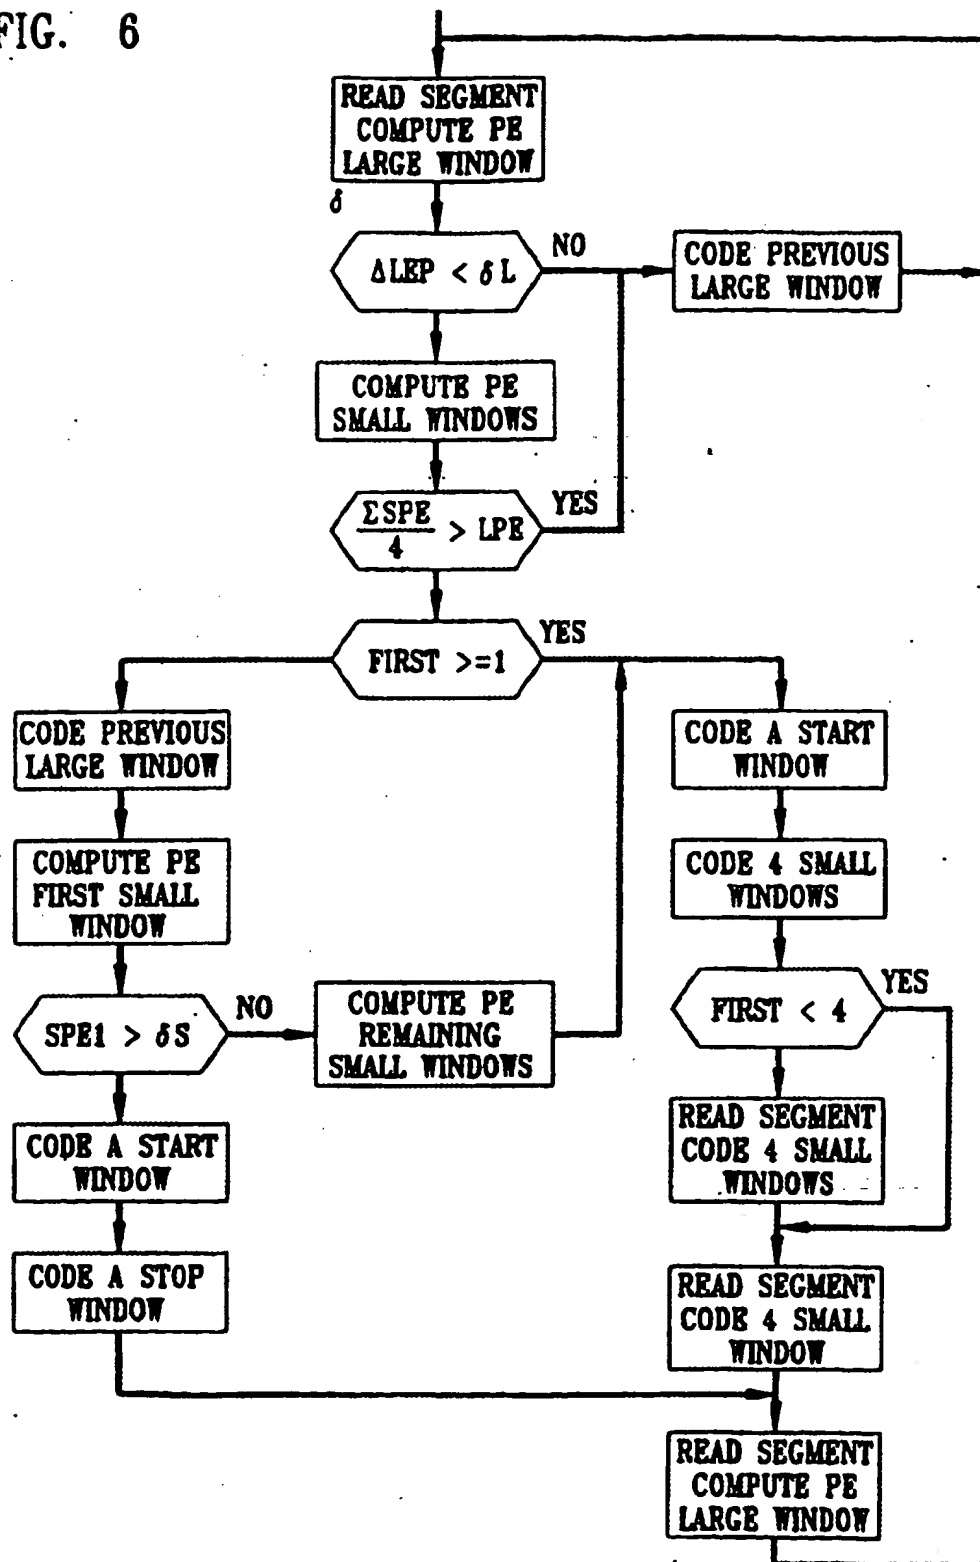 FIG. 6
READ SEGMENT
COMPUTE PE
LARGE WINDOW
δ
ΔLEP < δL
NO
CODE PREVIOUS
LARGE WINDOW
COMPUTE PE
SMALL WINDOWS
ΣSPE
4
> LPE
YES
FIRST >=1
YES
CODE PREVIOUS
LARGE WINDOW
CODE A START
WINDOW
COMPUTE PE
FIRST SMALL
WINDOW
CODE 4 SMALL
WINDOWS
SPE1 > δS
NO
COMPUTE PE
REMAINING
SMALL WINDOWS
FIRST < 4
YES
CODE A START
WINDOW
READ SEGMENT
CODE 4 SMALL
WINDOWS
CODE A STOP
WINDOW
READ SEGMENT
CODE 4 SMALL
WINDOW
READ SEGMENT
COMPUTE PE
LARGE WINDOW